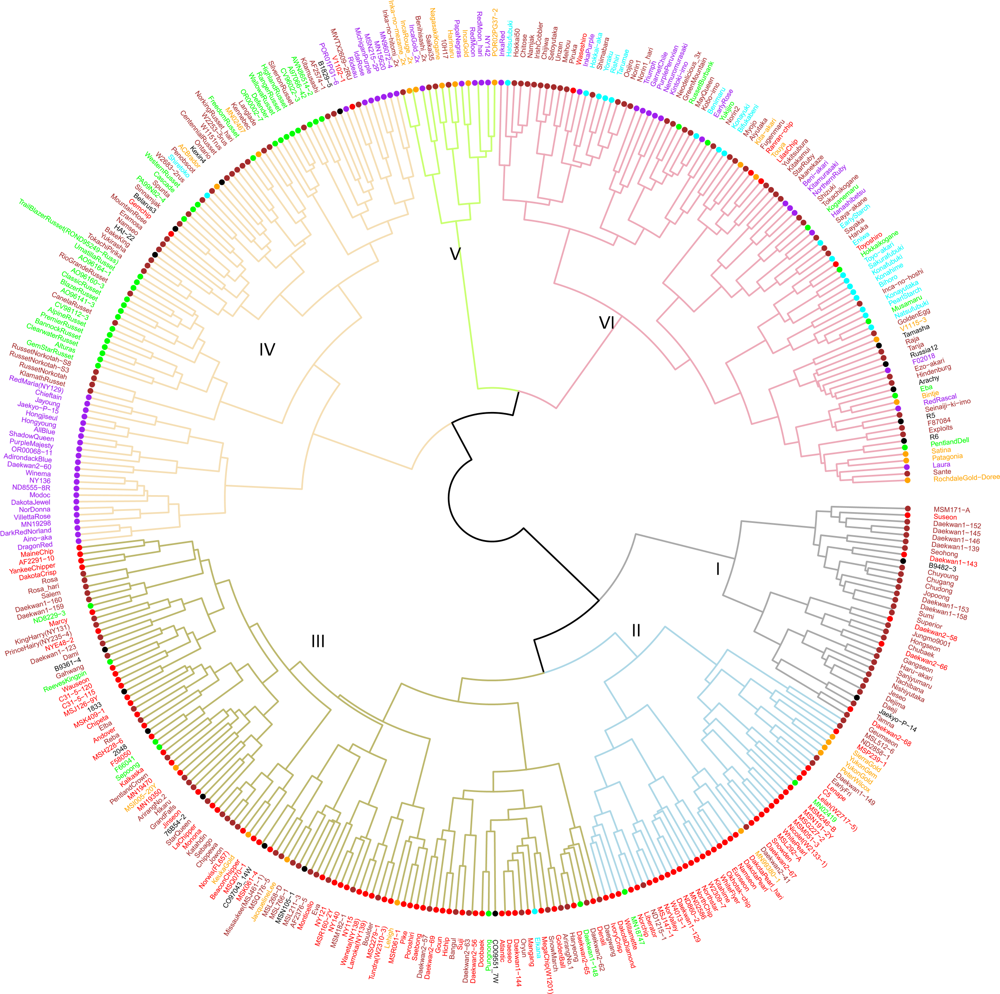 RochdaleGold-Doree
Sante
Laura
Patagonia
Satina
PentlandDell
R6
Exploits
F87084
R5
Seinaiji-ki-imo
RedRascal
Bintje
Eba
Arachy
Hindenburg
Ezo-akari
F02018
Russia12
Tanja
Raja
Tamasha
V1115-3
GoldenEgg
Natsufubuki
Musamaru
PearlStarch
Konayutaka
Inca-no-hoshi
Bihoro
Konahime
Konafubuki
Sakurafubuki
Toyo-akari
Hokkaikogane
Toyoshiro
Eniwa
Haruka
Sayaka
EarlyStarch
Saya-akane
Hanashibetsu
Koganemaru
Tokachikogane
Shizuki
NorthernRuby
Kitamurasaki
Beni-akari
Akanekaze
StarRuby
Kitakamui
Yukitsubura
LilasChip
Touya
Ranran-chip
Fugenmaru
Kita-akari
Aiyutaka
Myojo
Bifukabeni
Konayuki
Norin2
Yukijiro
EarlyRose
Benimaru
Kobo-imo
MayQueen
RussetBurbank
GreenMountain
Neodelicious_3x
Kintoki-imo
Nemuromurasaki
PurplePeruvian
GarnetChile
Triumph
Norin1_hari
Norin1
Oojiro
Tarumae
Rishiri
Yoraku
Shimabara
Hokkai-aka
InkaPurple
Waseshiro
Piruka
Meihou
Unzen
Setoyutaka
Chijiwa
IrishCobbler
Namjak
Chitose
Hokkai50
Hatsufubuki
InkaRed
POR02PG37-2
NY142
RedMoon_hari
RedMoon
IncaGold
PapaNegras
Harimaru
10H17
NagasakiKogane
Saikai35
Benihisashi_2x
IncaGold_2x
IncaRouge_2x
Inka-no-mezame_2x
Inka-no-hitomi_2x
MN96072-4
MN15620
MSN215-2P
MichiganPurple
IdaRose
Rideau
MWTX2609-2RU
V1102-1
POR01PG1-6
B1829-5
AF2574-1
Kitamusashi
AWN86514-2
A97066-42
CV96022-3
SilvertonRusset
HighlandRusset
RangerRusset
WallowaRusset
Defender
OR00002-7
Langlade
Kennebec
MN02467
FreedomRusset
NorkingRusset_hari
W2253-5rus
W1151rus
CentennialRusset
Ontario
Kexin4
ACBrador
Penobscot
Shiretoko
W2683-2rus
WesternRusset
Cascade
Spunta
PA99N82-4
Sinnamjak
Belarus3
Gemchip
MountainRose
Eramosa
Namseo
HAt-22
BakeKing
Yukirasha
TokachiPirika
TrailBlazerRusset(ROND95249-Russ)
UmatillaRusset
AO96164-1
RioGrandeRusset
AO96160-3
ClassicRusset
BlazerRusset
AO96141-3
CanelaRusset
CV98112-3
AlpineRusset
PremierRusset
BannockRusset
ClearwaterRusset
Alturas
GemStarRusset
RussetNorkotah-S8
RussetNorkotah-S3
RussetNorkotah
KlamathRusset
RedMaria(NY129)
Chieftain
Jayoung
Jaekyo-P-15
Hongjiseul
Hongyoung
AllBlue
ShadowQueen
PurpleMajesty
OR00068-11
AdirondackBlue
Daekwan2-60
Winema
NY136
ND8555-8R
Modoc
DakotaJewel
NorDonna
VillettaRose
MN19298
DarkRedNorland
Aino-aka
DragonRed
MaineChip
AF2291-10
YankeeChipper
DakotaCrisp
Rosa
Rosa_hari
Salem
Daekwan1-160
Daekwan1-159
ND8229-3
Marcy
KingHarry(NY131)
PrinceHairy(NY235-4)
NYE48-2
Daekwan1-123
Dami
B9361-4
Gahwang
ReevesKingpin
Wauseon
C31-5-120
C31-5-115
MSJ126-9Y
1833
MSK409-1
Chipeta
Elba
Andover
Reba
MSH228-6
2048
F58050
F66041
Sepoong
Kalkaska
PentlandCrown
MN19470
MSI005-20Y
MN19350
ArirangNo.2
Hikaru
GrandFalls
Jinseon
76B54-2
StarQueen
LaChipper
Monona
Katahdin
Sebago
Chippewa
Jowon
Norwis(FL657)
KeukaGold
BeaconChipper
MSQ070-1
MSK061-4
CO97043_14W
Missaukee(MSJ461-1)
MSQ176-5
JacquelineLee
MSL268-D
MSL766-1
MSN105-1
MSL211-3
AF2376-5
Monticello
Eva
NY121
MSR160-2Y
NY140
MSM182-1
NY115
Waneta(NY138)
Lamoka(NY139)
Boulder
MSQ279-1
Tundra(W2310-3)
Lehigh
MSR061-1
Pike
Poroshiri
Saebong
Daekwan2-57
Daekwan2-69
Goun
Hichip
Bangul
Suji
Daekwan2-63
Daekwan2-56
Doobaek
Pungnong
CO09551_7W
Atlantic
Daeseo
Daekwan1-144
Oryun
Mangang
Elkana
MegaChip(W1201)
SnowMarch
GoldenBall
ArirangNo.1
Haryeong
Daekwan2-65
Daekwan1-148
Daekwan2-62
Daegwang
Denali
IvoryCrisp
DakotaDiamond
Willamette
MN18747
Norchip
Liberator
ND1215-1
MSJ147-1
NorValley
W4013-1
Daekwan1-129
ND860-2
MN02586
NorthChip
Northstar
W2309-7
Kitahime
WhiteFlyer
Okhotsk-chip
Eunseon
Namseon
DakotaPearl
DakotaPearl_hari
MN99380-1
Daekwan2-41
Daekwan2-67
Snowden
MSL292-A
WhitePearl
Nicolet(W2133-1)
MSM051-3
MSG227-2
MSN191-2Y
MSM246-B
MN02419
Lelah(W2717-5)
C5
Lenape
EarlyFri
Daekwan1-149
PeterWilcox
YukonGold
YukonGem
SierraGold
MSP239-1
ND2858-1
MSL512-6
Geumseon
Daekwan2-68
Tamna
Jaekyo-P-14
Daeji
Dejima
Jeseo
Nishiyutaka
Tachibana
Sanjyumaru
Haru-akari
Gangseon
Daekwan2-66
Chubaek
Hongseon
Jungmo9001
Daekwan2-58
Superior
Sumi
Daekwan1-158
Daekwan1-153
Jopoong
Chudong
Chugang
Chuyoung
B9482-3
Daekwan1-143
Seohong
Daekwan1-139
Daekwan1-146
Daekwan1-145
Daekwan1-152
Suseon
MSM171-A
V
VI
IV
I
II
III